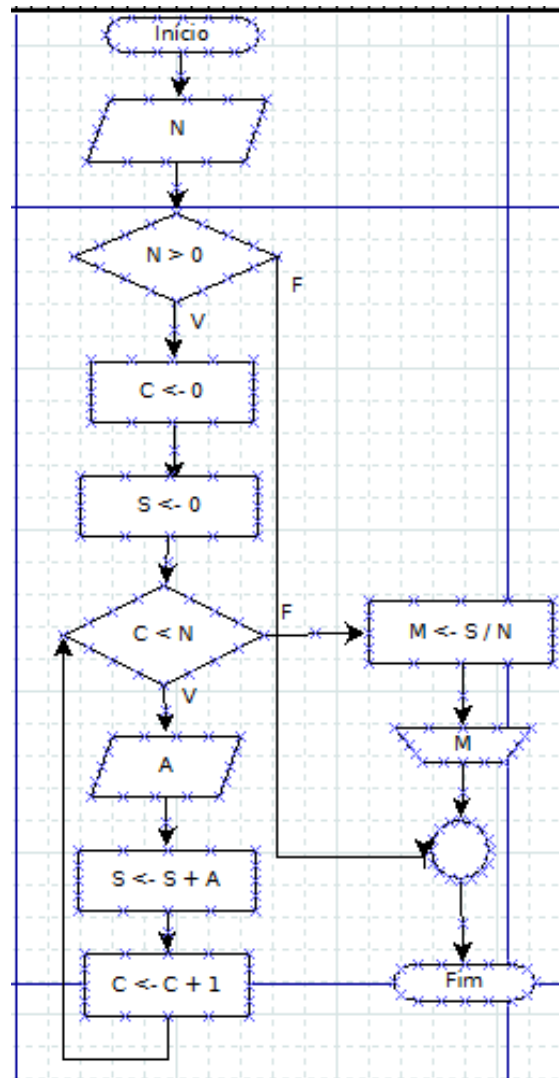 Início
N
N > 0
F
V
C <- 0
S <- 0
C < N
F
M <- S / N
V
M
A
S <- S + A
C <- C + 1
Fim